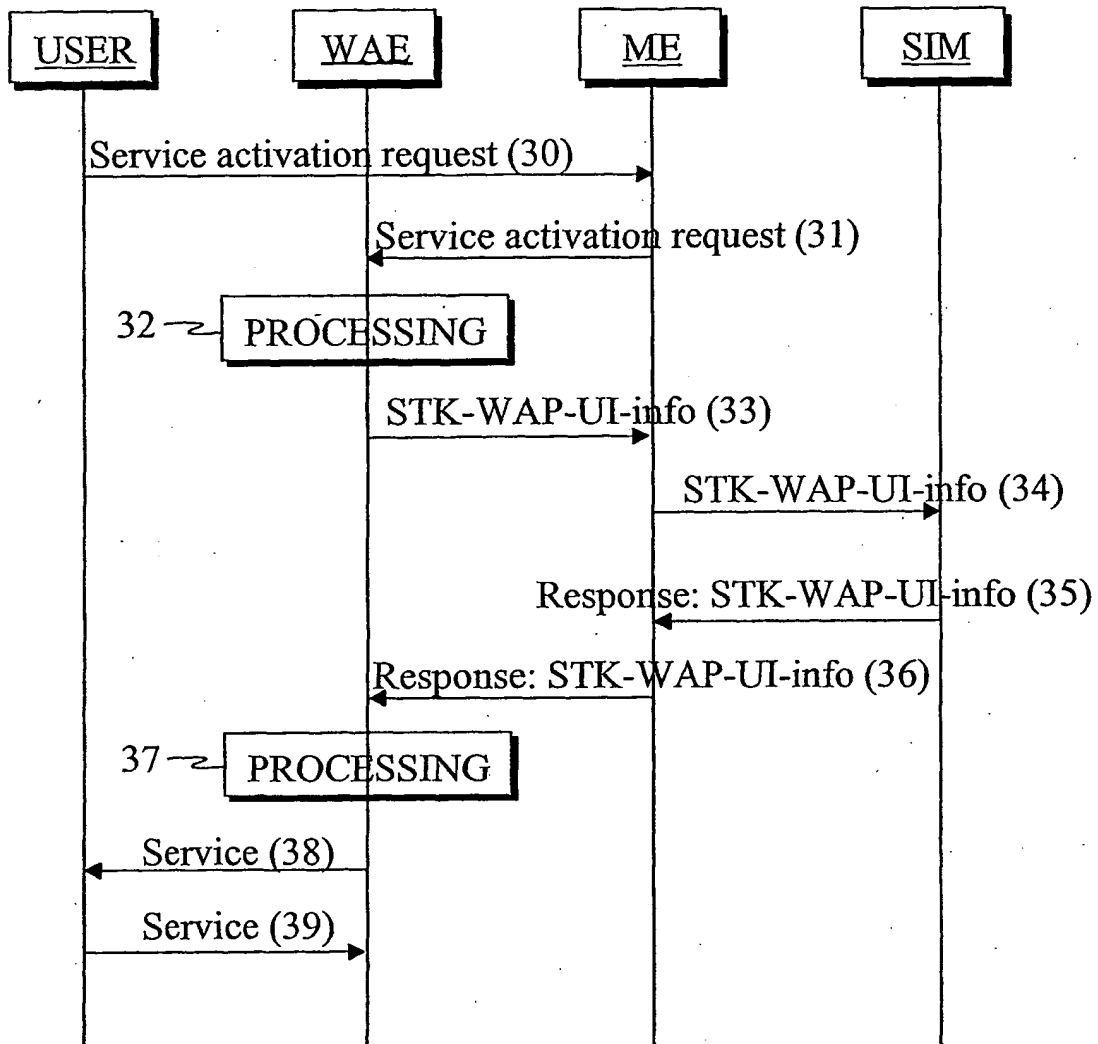 USER WAE ME SIM
Service activation request (30)
Service activation request (31)
32 PROCESSING
STK-WAP-UI-info (33)
STK-WAP-UI-info (34)
Response: STK-WAP-UI-info (35)
Response: STK-WAP-UI-info (36)
37 PROCESSING
Service (38)
Service (39)